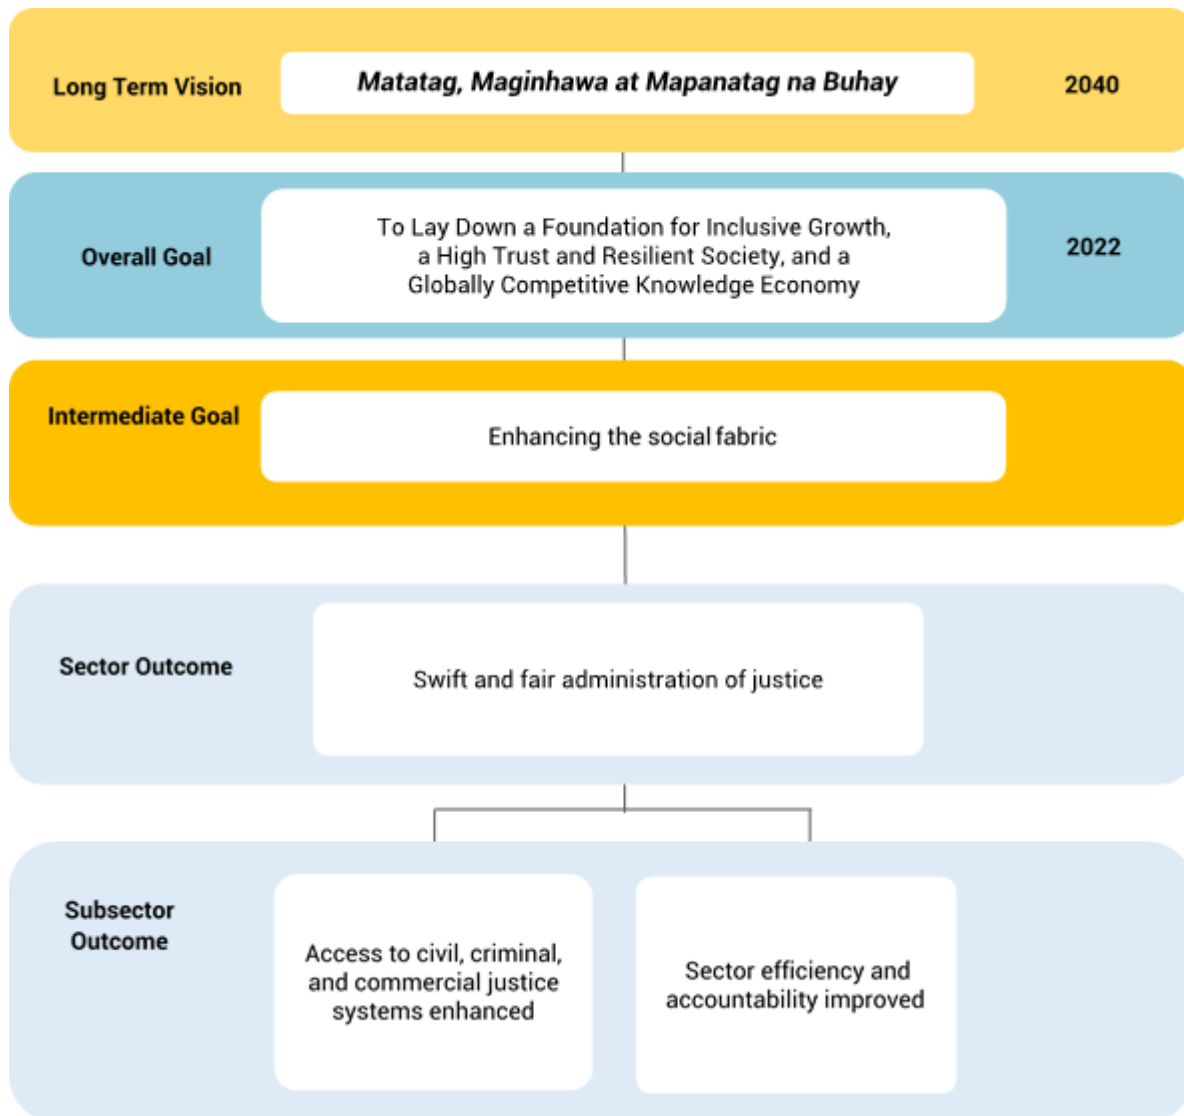 Long Term Vision
Matatag, Maginhawa at Mapanatag na Buhay
2040
Overall Goal
To Lay Down a Foundation for Inclusive Growth,
a High Trust and Resilient Society, and a
Globally Competitive Knowledge Economy
2022
Intermediate Goal
Enhancing the social fabric
Sector Outcome
Swift and fair administration of justice
Subsector
Outcome
Access to civil, criminal,
and commercial justice
systems enhanced
Sector efficiency and
accountability improved